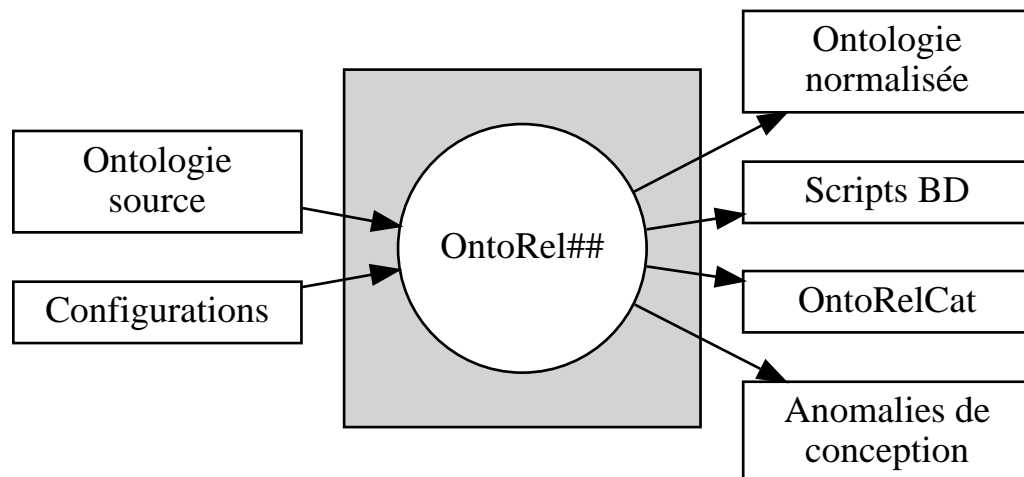 Ontologie
source
Configurations
OntoRel##
Ontologie
normalisée
Scripts BD
OntoRelCat
Anomalies de
conception